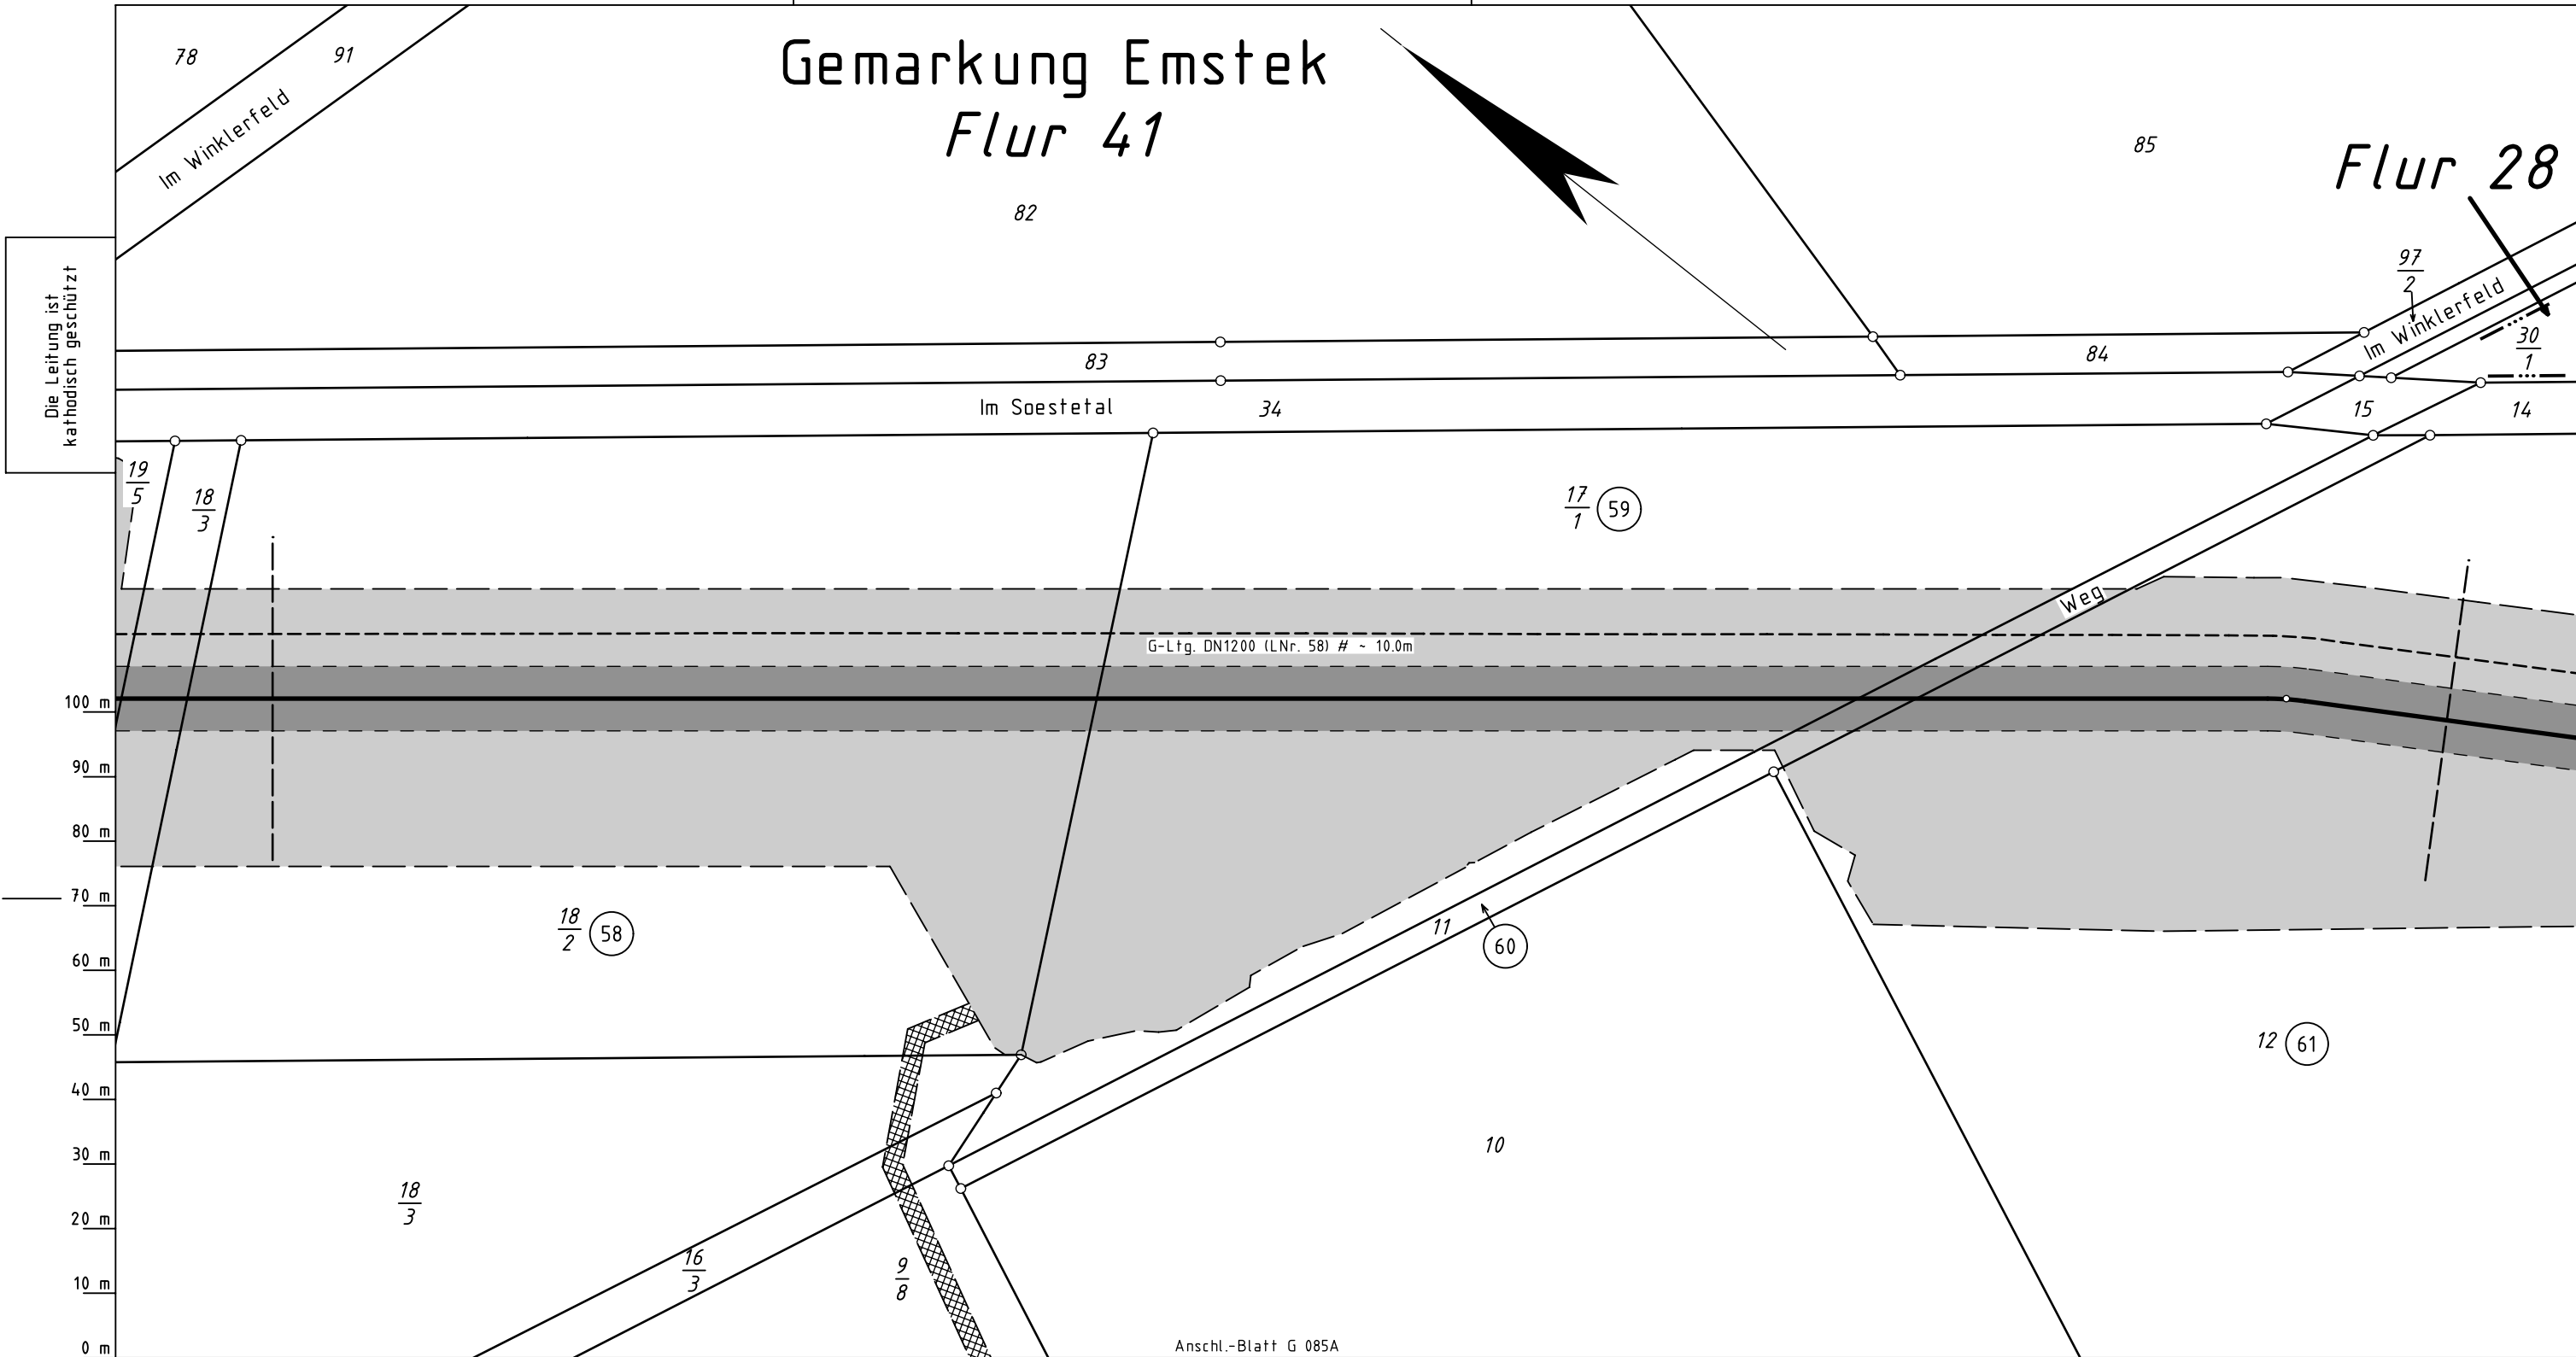 Gemarkung Emstek
Flur 41
78
91
Im Winklerfeld
82
85
Flur 28
97
2
Im Winklerfeld
30
1
Die Leitung ist
kathodisch geschützt
83
84
Im Soestetal
34
15
14
19
5
18
3
17
1
59
Weg
G-Ltg. DN1200 (LNr. 58) # ~ 10.0m
100 m
90 m
80 m
70 m
60 m
50 m
40 m
30 m
20 m
10 m
0 m
18
2
58
11
60
12
61
10
18
3
16
3
9
8
Anschl.-Blatt G 085A